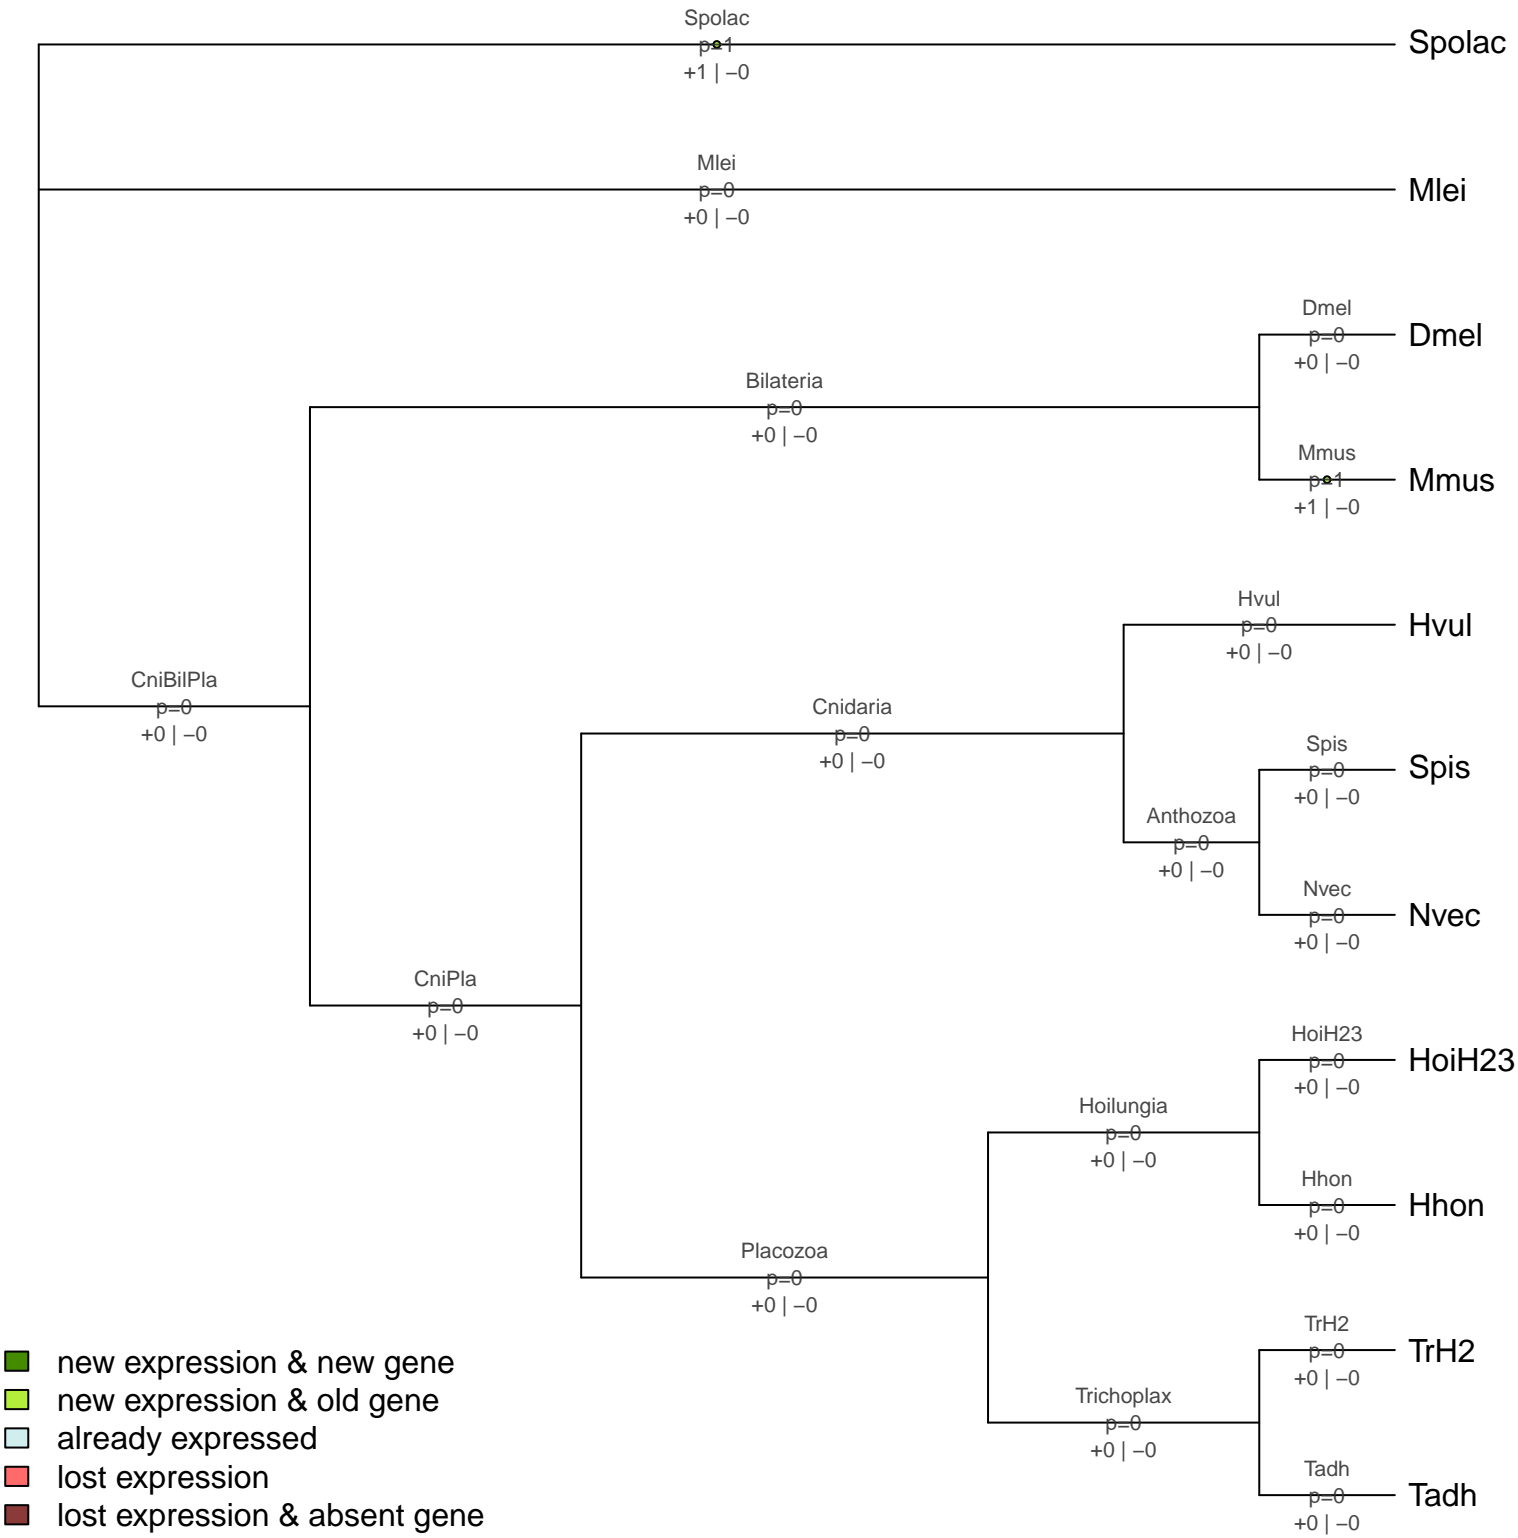 Spolac
p=1
+1 | −0
Spolac
Mlei
p=0
+0 | −0
Mlei
Dmel
p=0
+0 | −0
Dmel
Bilateria
p=0
+0 | −0
Mmus
p=1
+1 | −0
Mmus
Hvul
p=0
+0 | −0
Hvul
CniBilPla
p=0
+0 | −0
Cnidaria
p=0
+0 | −0
Spis
p=0
+0 | −0
Spis
Anthozoa
p=0
+0 | −0
Nvec
p=0
+0 | −0
Nvec
CniPla
p=0
+0 | −0
HoiH23
p=0
+0 | −0
HoiH23
Hoilungia
p=0
+0 | −0
Hhon
p=0
+0 | −0
Hhon
Placozoa
p=0
+0 | −0
TrH2
p=0
+0 | −0
TrH2
Trichoplax
p=0
+0 | −0
Tadh
p=0
+0 | −0
Tadh
new expression & new gene
new expression & old gene
already expressed
lost expression
lost expression & absent gene